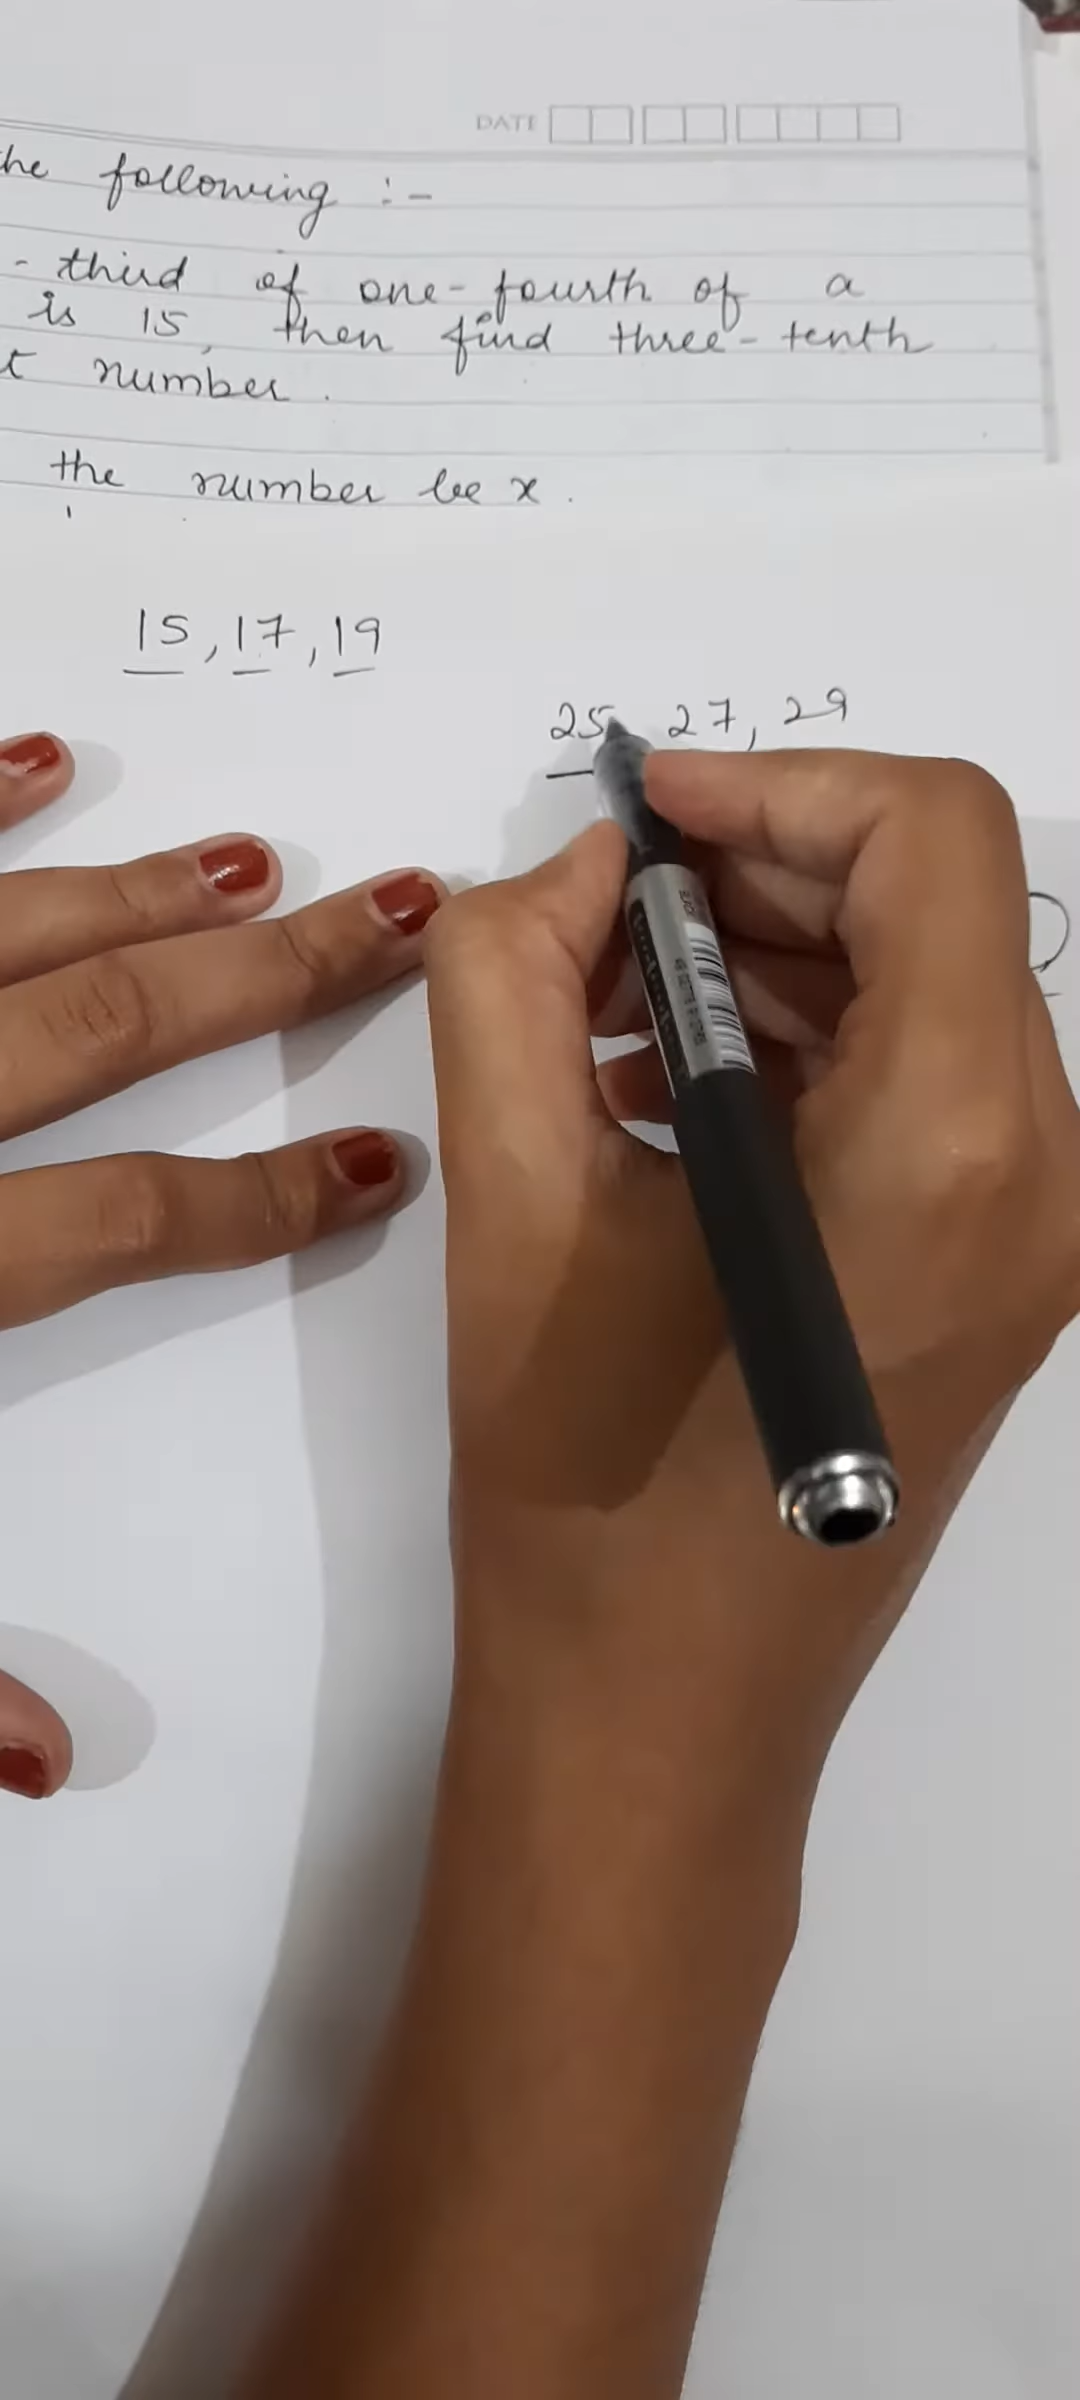 DATE
he following :-
- third of one-fourth of a
is 15, then find three-tenth
t number.
the number be x.
15, 17, 19
25 27, 29